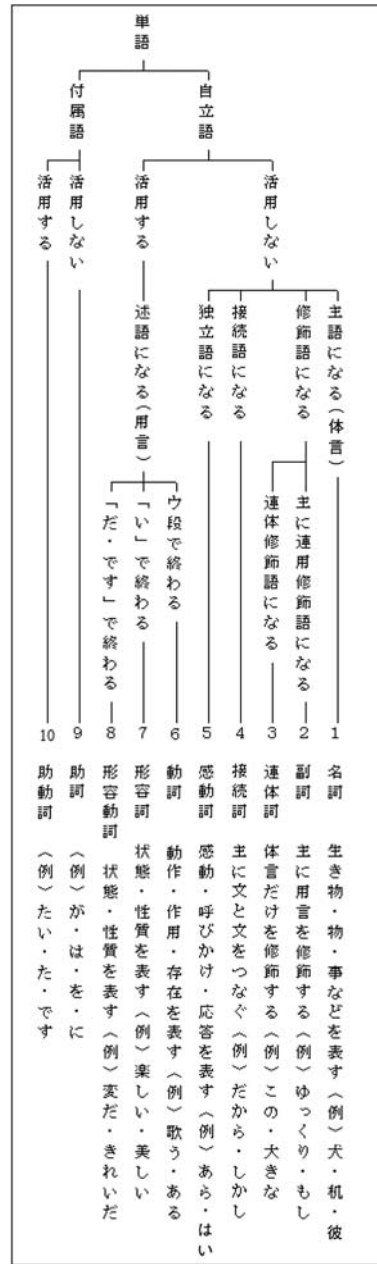 単語
自立語
付属語
活用しない
活用する
活用しない
活用する
主語になる(体言)
修飾語になる
接続語になる
独立語になる
述語になる(用言)
主に連用修飾語になる
連体修飾語になる
ウ段で終わる
「い」で終わる
「だ・です」で終わる
1 名詞 生き物・物・事などを表す〈例〉犬・机・彼
2 副詞 主に用言を修飾する〈例〉ゆっくり・もし
3 連体詞 体言だけを修飾する〈例〉この・大きな
4 接続詞 主に文と文をつなぐ〈例〉だから・しかし
5 感動詞 感動・呼びかけ・応答を表す〈例〉あら・はい
6 動詞 動作・作用・存在を表す〈例〉歌う・ある
7 形容詞 状態・性質を表す〈例〉楽しい・美しい
8 形容動詞 状態・性質を表す〈例〉変だ・きれいだ
9 助詞 〈例〉が・は・を・に
10 助動詞 〈例〉たい・た・です